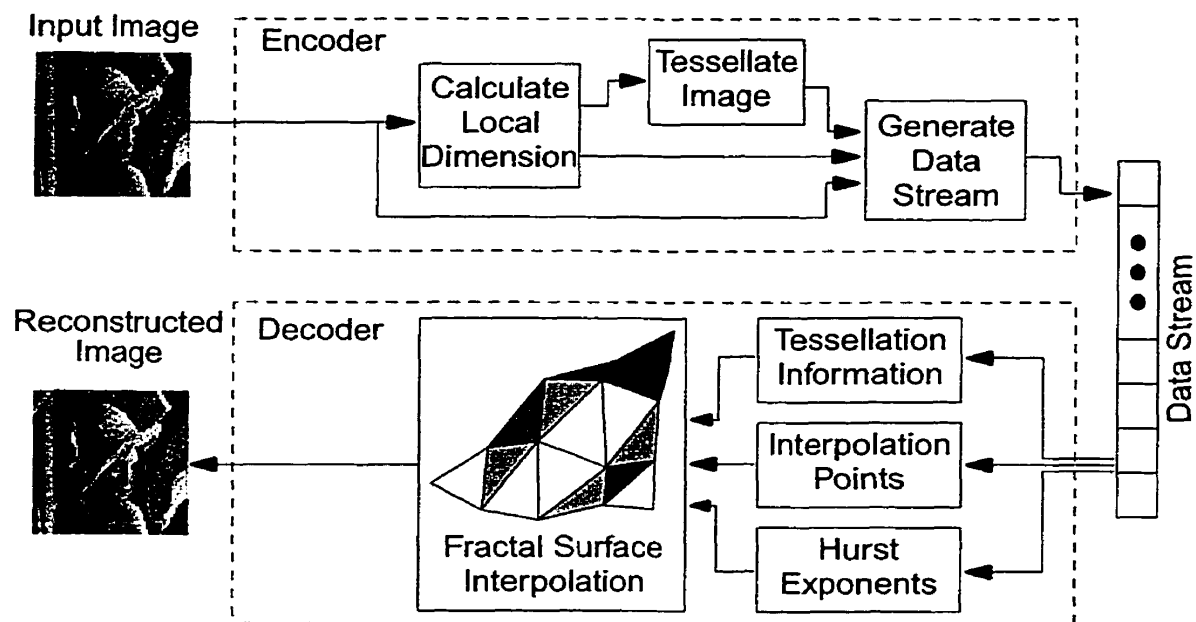 Input Image
Encoder
Calculate
Local
Dimension
Tessellate
Image
Generate
Data
Stream
Data Stream
Reconstructed
Image
Decoder
Fractal Surface
Interpolation
Tessellation
Information
Interpolation
Points
Hurst
Exponents